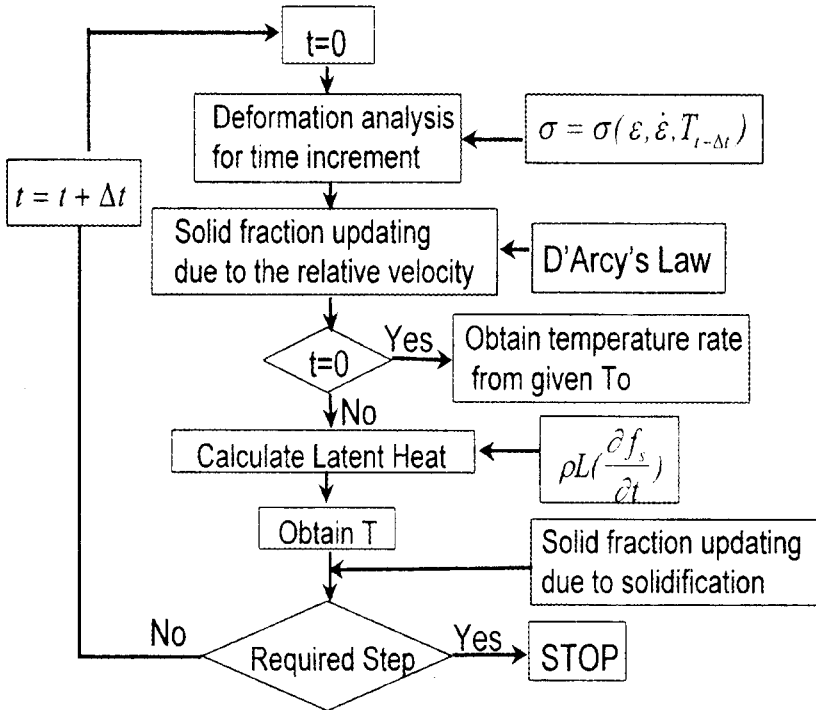 t=0
Deformation analysis
for time increment
σ = σ( ε, ε̇, T_{t-Δt} )
t = t + Δt
Solid fraction updating
due to the relative velocity
D'Arcy's Law
t=0
Yes
Obtain temperature rate
from given To
No
Calculate Latent Heat
ρL(∂f_s/∂t)
Obtain T
Solid fraction updating
due to solidification
No
Required Step
Yes
STOP